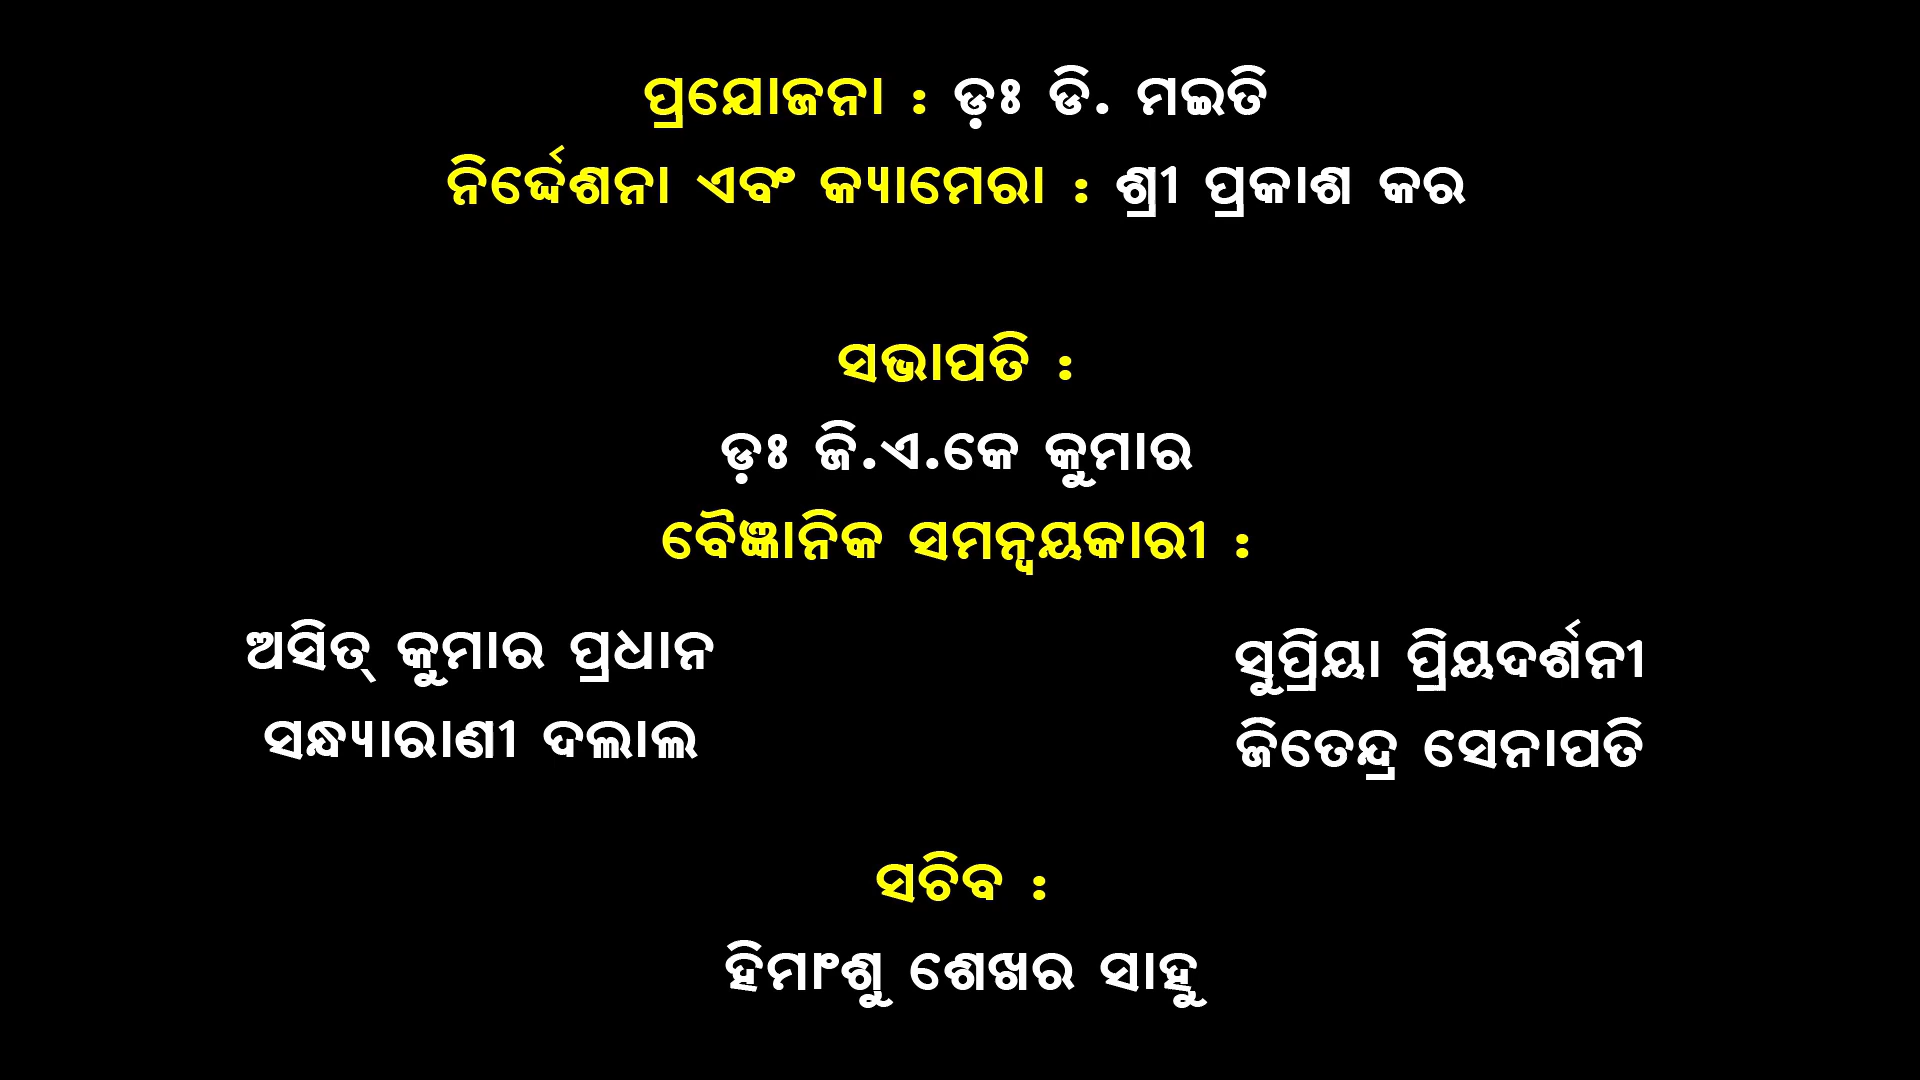 ପ୍ରଯୋଜନା : ଡ଼ଃ ଡି. ମଇତି
ନିର୍ଦ୍ଦେଶନା ଏବଂ କ୍ୟାମେରା : ଶ୍ରୀ ପ୍ରକାଶ କର
ସଭାପତି :
ଡ଼ଃ ଜି.ଏ.କେ କୁମାର
ବୈଜ୍ଞାନିକ ସମନ୍ୱୟକାରୀ :
ଅସିତ୍ କୁମାର ପ୍ରଧାନ
ସନ୍ଧ୍ୟାରାଣୀ ଦଲାଲ
ସୁପ୍ରିୟା ପ୍ରିୟଦର୍ଶନୀ
ଜିତେନ୍ଦ୍ର ସେନାପତି
ସଚିବ :
ହିମାଂଶୁ ଶେଖର ସାହୁ